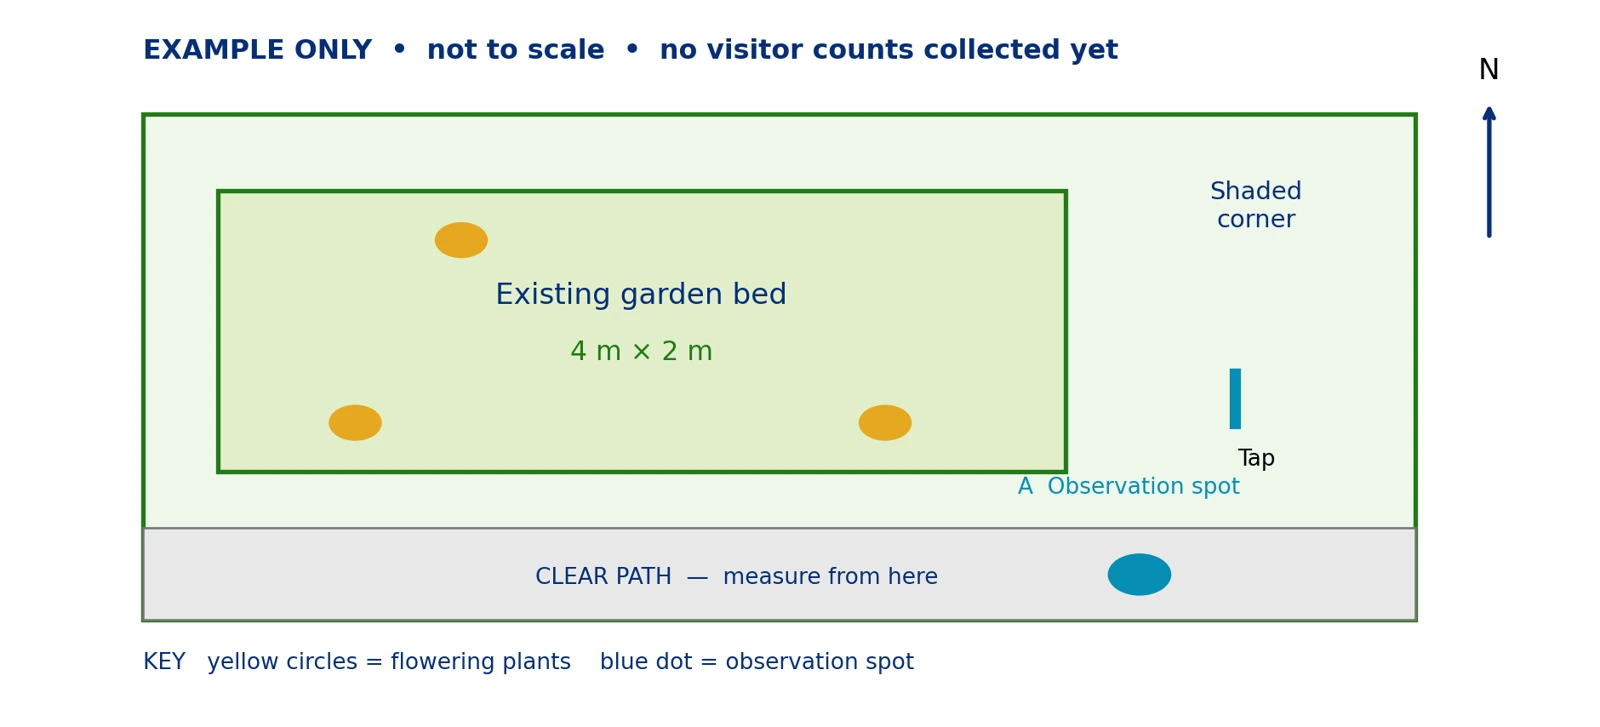 EXAMPLE ONLY • not to scale • no visitor counts collected yet
N
Shaded
corner
Existing garden bed
4 m × 2 m
Tap
A Observation spot
CLEAR PATH — measure from here
KEY yellow circles = flowering plants blue dot = observation spot